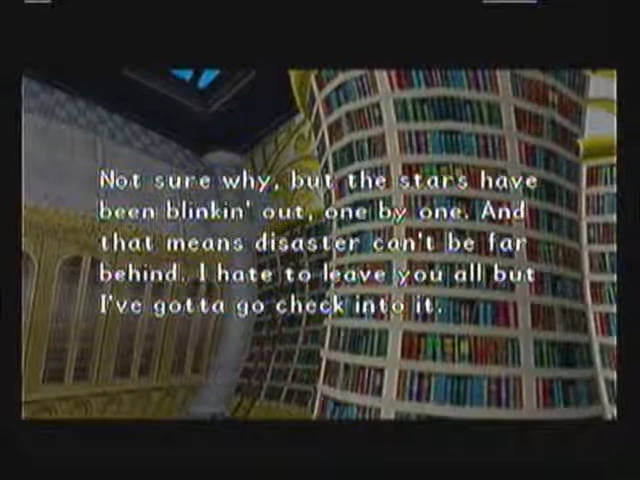 Not sure why, but the stars have
been blinkin' out, one by one. And
that means disaster can't be far
behind. I hate to leave you all but
I've gotta go check into it.